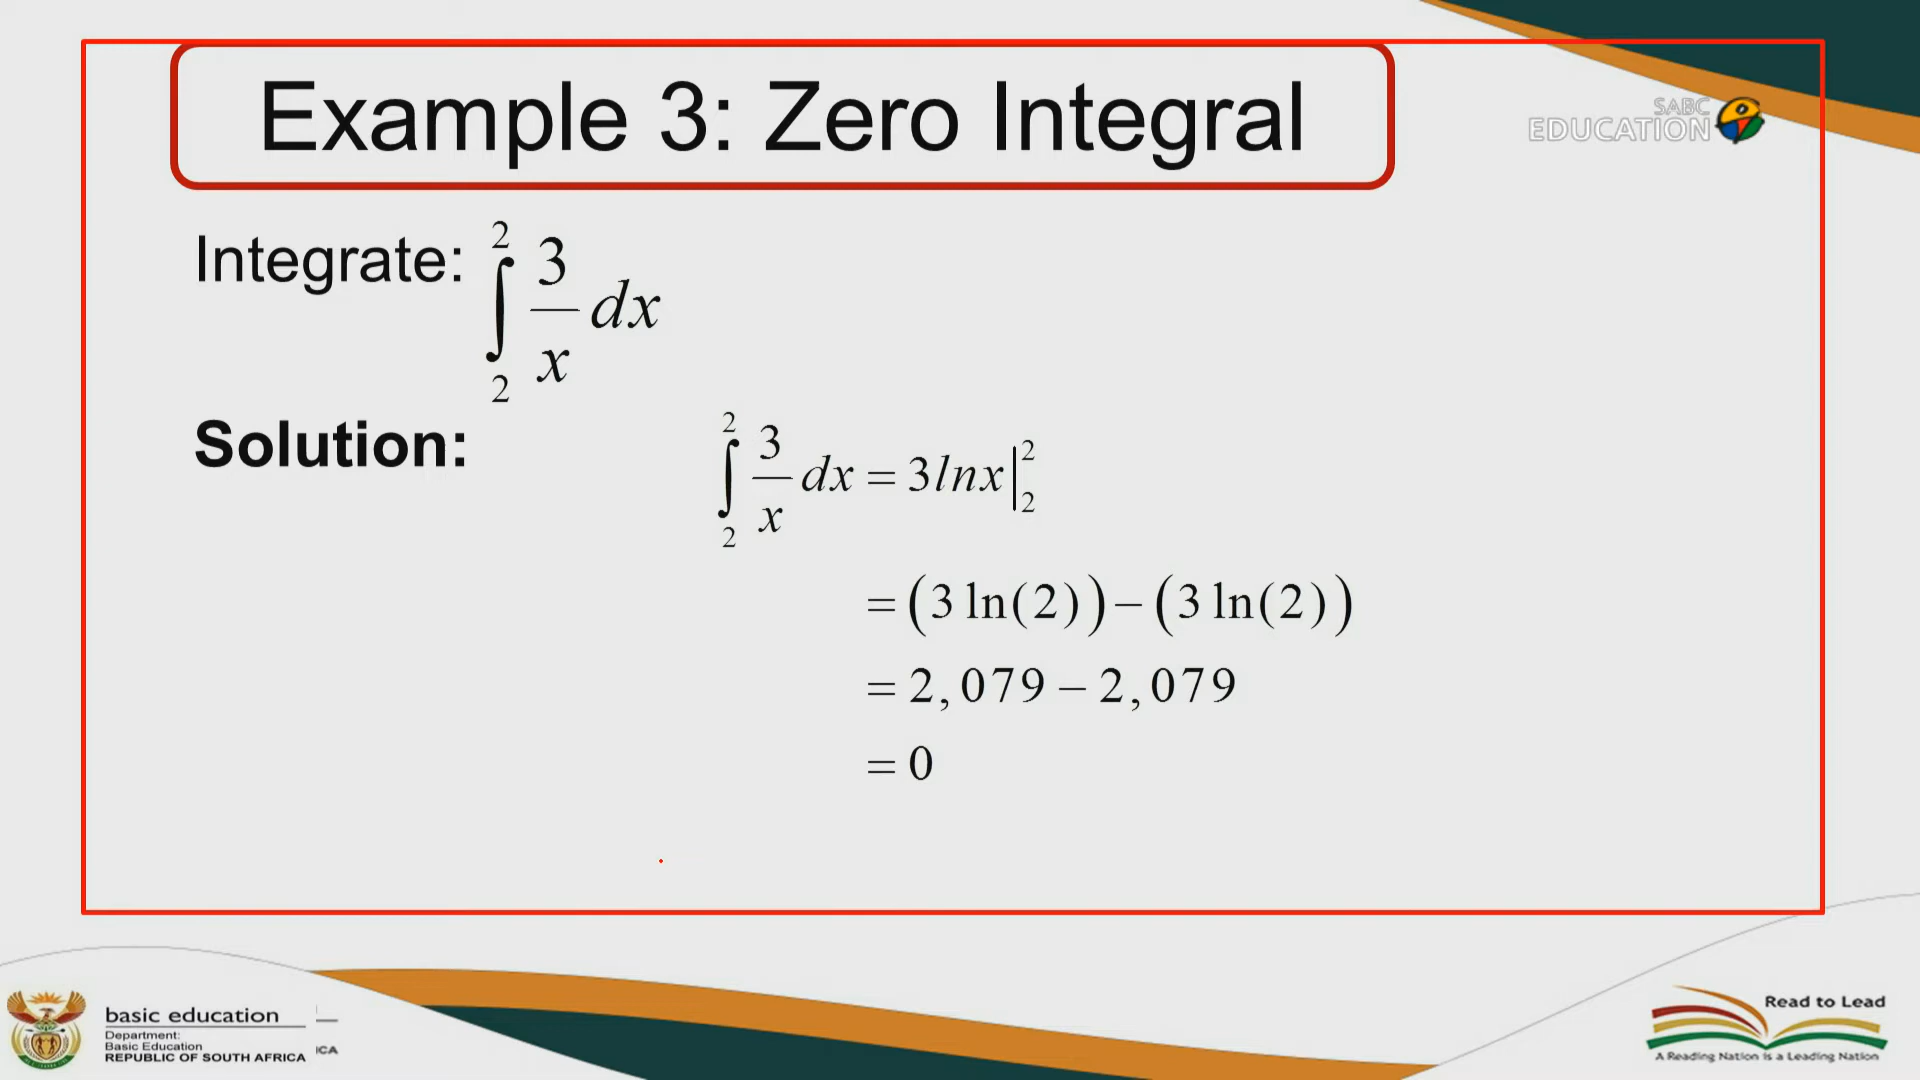 Example 3: Zero Integral
SABC
EDUCATION
Integrate: ∫₂² 3/x dx
Solution:
∫₂² 3/x dx = 3lnx|₂²
= (3 ln(2)) – (3 ln(2))
= 2,079 – 2,079
= 0
basic education
Department:
Basic Education
REPUBLIC OF SOUTH AFRICA
ICA
Read to Lead
A Reading Nation is a Leading Nation